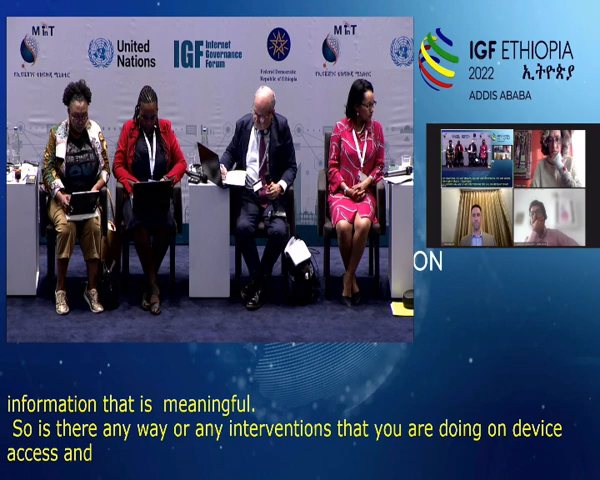 MInT
United
Nations
IGF Internet
Governance
Forum
Federal Democratic
Republic of Ethiopia
MInT
IGF ETHIOPIA
2022 ኢትዮጵያ
ADDIS ABABA
ON
information that is  meaningful.
So is there any way or any interventions that you are doing on device
access and